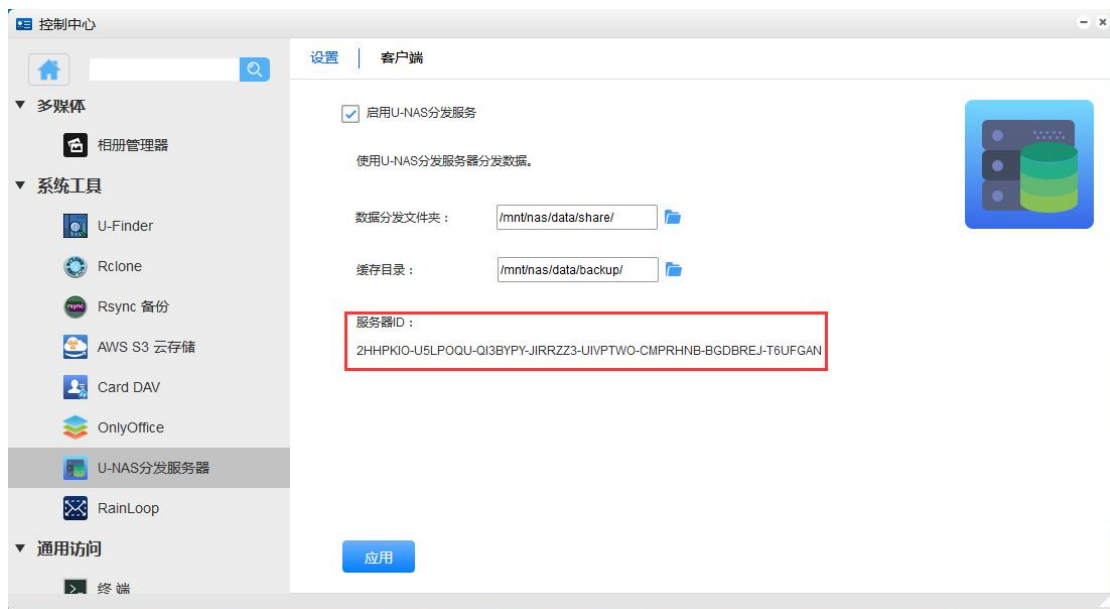 控制中心
设置
客户端
多媒体
相册管理器
系统工具
U-Finder
Rclone
rsync
Rsync 备份
AWS S3 云存储
Card DAV
OnlyOffice
U-NAS分发服务器
RainLoop
通用访问
终端
启用U-NAS分发服务
使用U-NAS分发服务器分发数据。
数据分发文件夹：
/mnt/nas/data/share/
缓存目录：
/mnt/nas/data/backup/
服务器ID：
2HHPKIO-U5LPOQU-QI3BYPY-JIRRZZ3-UIVPTWO-CMPRHNB-BGDBREJ-T6UFGAN
应用